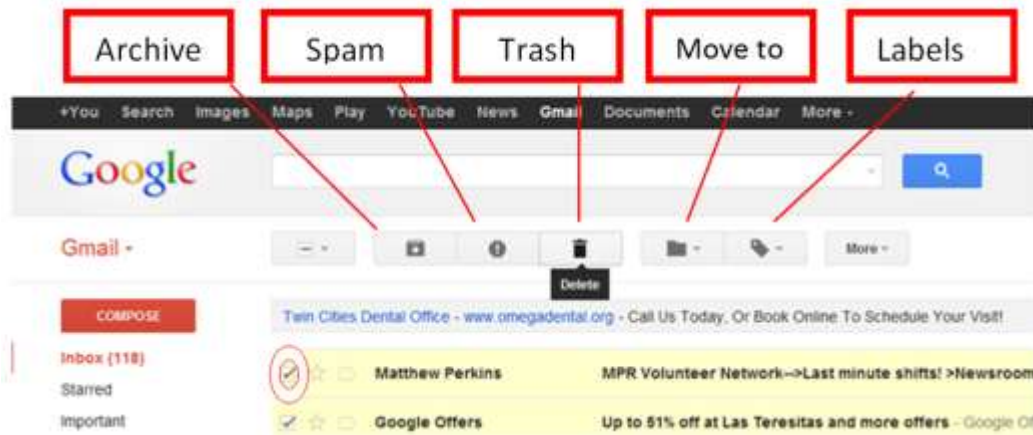 Archive Spam Trash Move to Labels
+You Search Images Maps Play YouTube News Gmail Documents Calendar More
Google
Gmail More
Delete
COMPOSE Twin Cities Dental Office - www.omegadental.org - Call Us Today, Or Book Online To Schedule Your Visit!
Inbox (118) Matthew Perkins MPR Volunteer Network-->Last minute shifts! >Newsroom
Starred
Important Google Offers Up to 51% off at Las Teresitas and more offers - Google